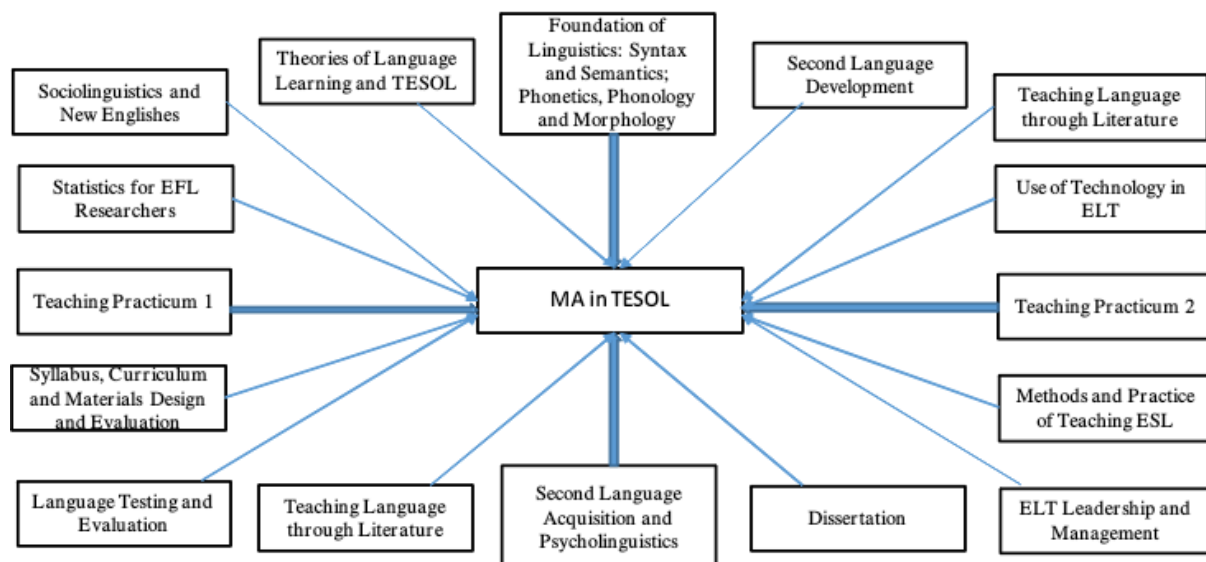 Foundation of
Linguistics: Syntax
and Semantics;
Phonetics, Phonology
and Morphology
Theories of Language
Learning and TESOL
Second Language
Development
Sociolinguistics and
New Englishes
Teaching Language
through Literature
Statistics for EFL
Researchers
Use of Technology in
ELT
Teaching Practicum 1
MA in TESOL
Teaching Practicum 2
Syllabus, Curriculum
and Materials Design
and Evaluation
Methods and Practice
of Teaching ESL
Language Testing and
Evaluation
Teaching Language
through Literature
Second Language
Acquisition and
Psycholinguistics
Dissertation
ELT Leadership and
Management